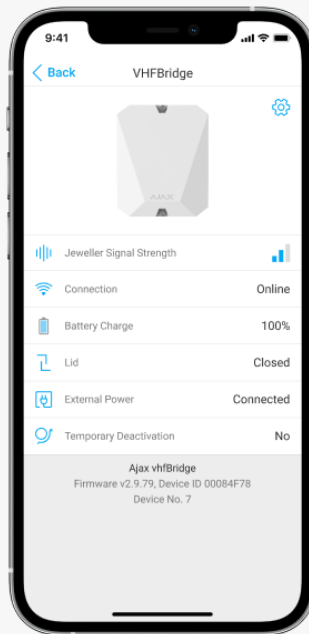 9:41
Back VHFBridge
AJAX
Jeweller Signal Strength
Connection Online
Battery Charge 100%
Lid Closed
External Power Connected
Temporary Deactivation No
Ajax vhfBridge
Firmware v2.9.79, Device ID 00084F78
Device No. 7